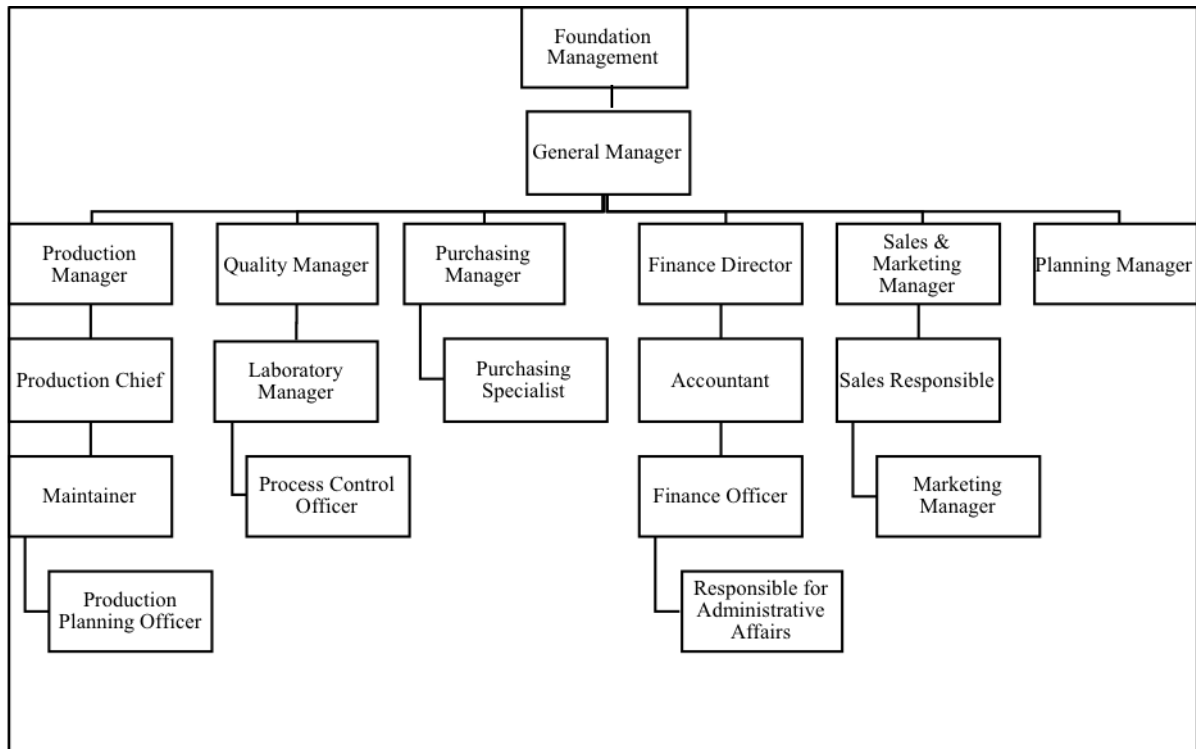 Foundation
Management
General Manager
Production
Manager
Quality Manager
Purchasing
Manager
Finance Director
Sales &
Marketing
Manager
Planning Manager
Production Chief
Laboratory
Manager
Purchasing
Specialist
Accountant
Sales Responsible
Maintainer
Process Control
Officer
Finance Officer
Marketing
Manager
Production
Planning Officer
Responsible for
Administrative
Affairs